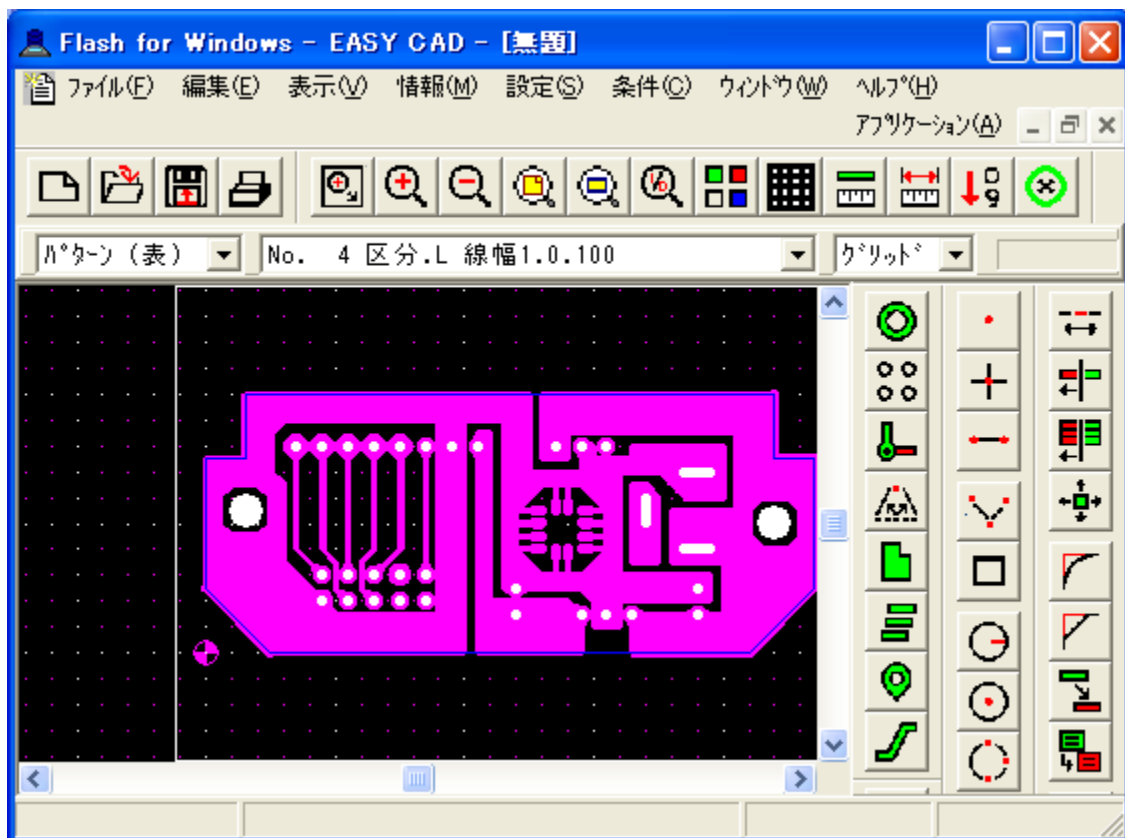 Flash for Windows - EASY CAD - [無題]
ファイル(F) 編集(E) 表示(V) 情報(M) 設定(S) 条件(C) ウィンドウ(W) ヘルプ(H)
アプリケーション(A)
パターン（表） No. 4 区分.L 線幅1.0.100 グリッド